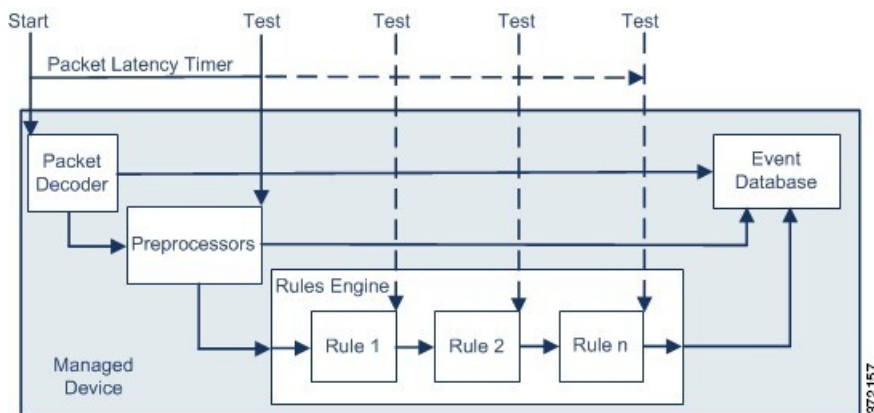 Start
Test
Test
Test
Test
Packet Latency Timer
Packet
Decoder
Event
Database
Preprocessors
Rules Engine
Rule 1
Rule 2
Rule n
Managed
Device
372157